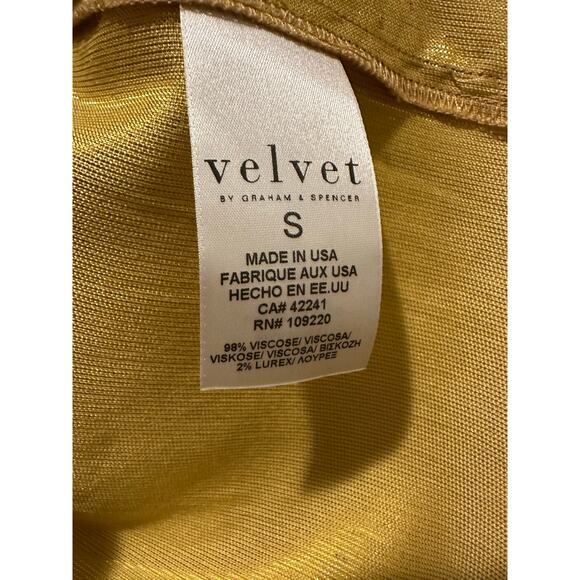 velvet
BY GRAHAM & SPENCER
S
MADE IN USA
FABRIQUE AUX USA
HECHO EN EE.UU
CA# 42241
RN# 109220
98% VISCOSE/ VISCOSA/
VISKOSE/ VISCOSA/ ΒΙΣΚΟΖΗ
2% LUREX/ ΛΟΥΡΕΞ